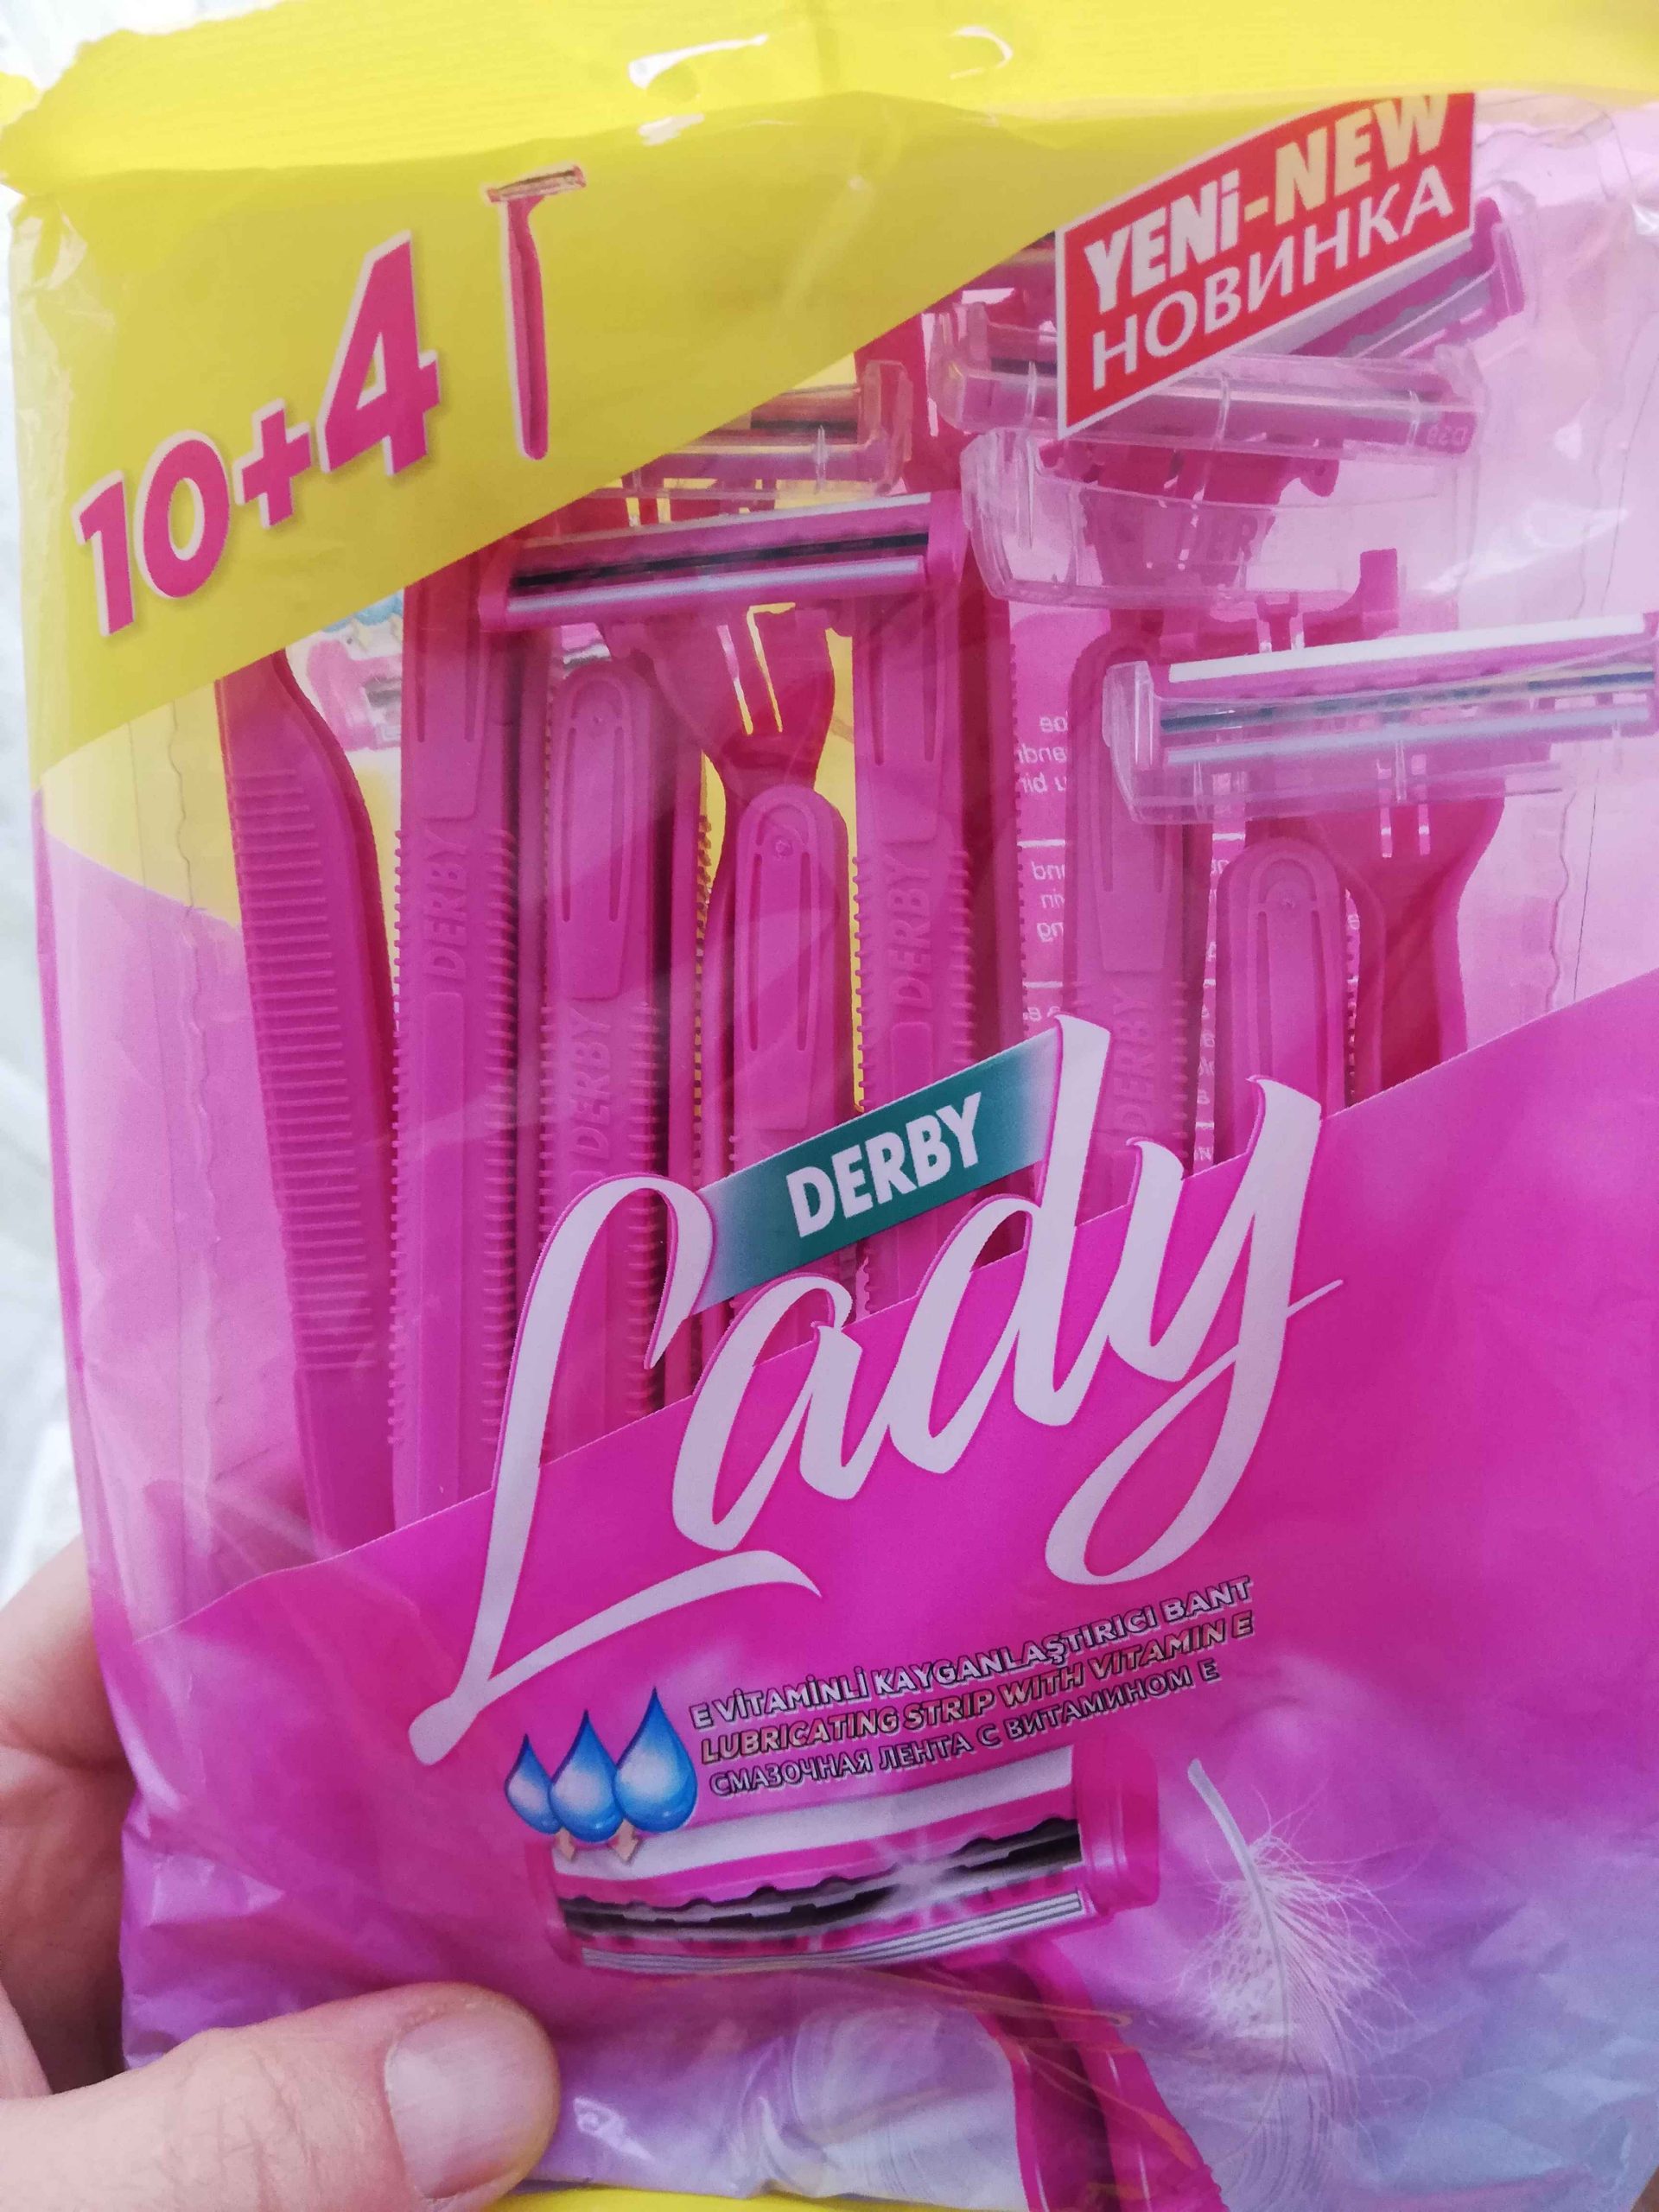 10+4
YENİ-NEW
НОВИНКА
DERBY
DERBY
DERBY
DERBY
DERBY
Lady
E VİTAMİNLİ KAYGANLAŞTIRICI BANT
LUBRICATING STRIP WITH VITAMIN E
СМАЗОЧНАЯ ЛЕНТА С ВИТАМИНОМ Е